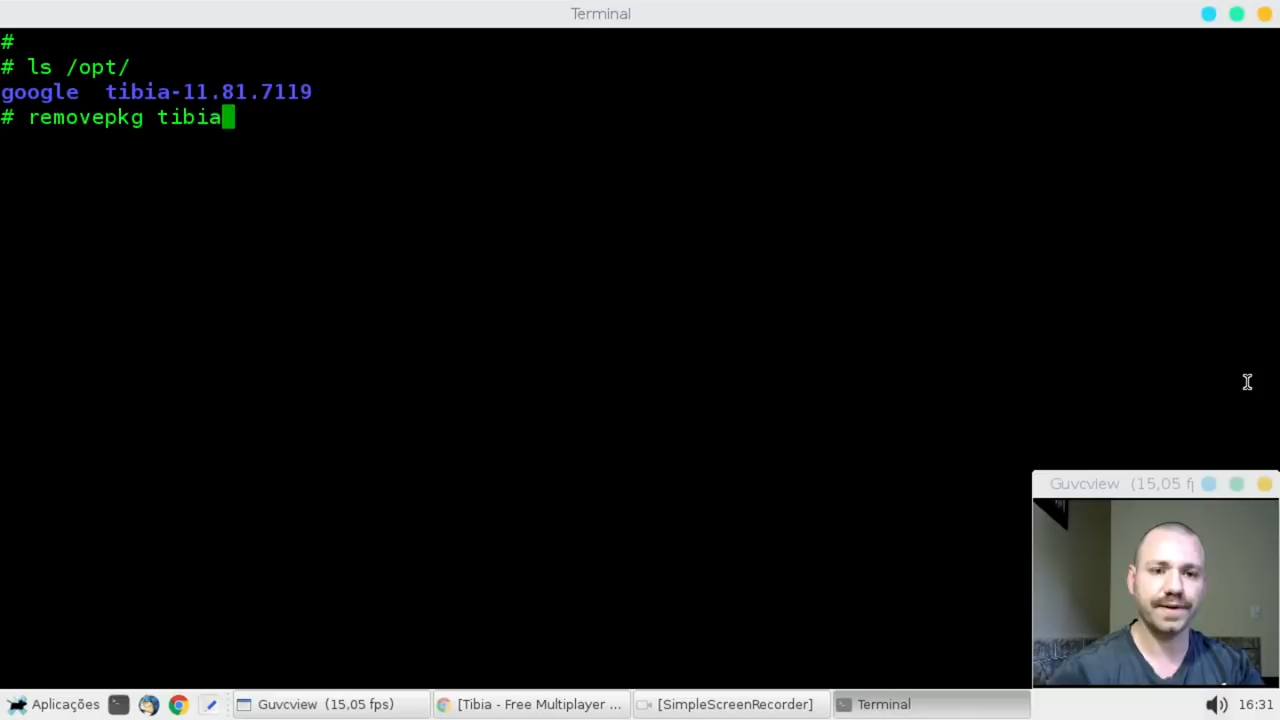 Terminal
#
# ls /opt/
google  tibia-11.81.7119
# removepkg tibia
Guvcview (15,05 f
Aplicações
Guvcview (15,05 fps)
[Tibia - Free Multiplayer ...
[SimpleScreenRecorder]
Terminal
16:31